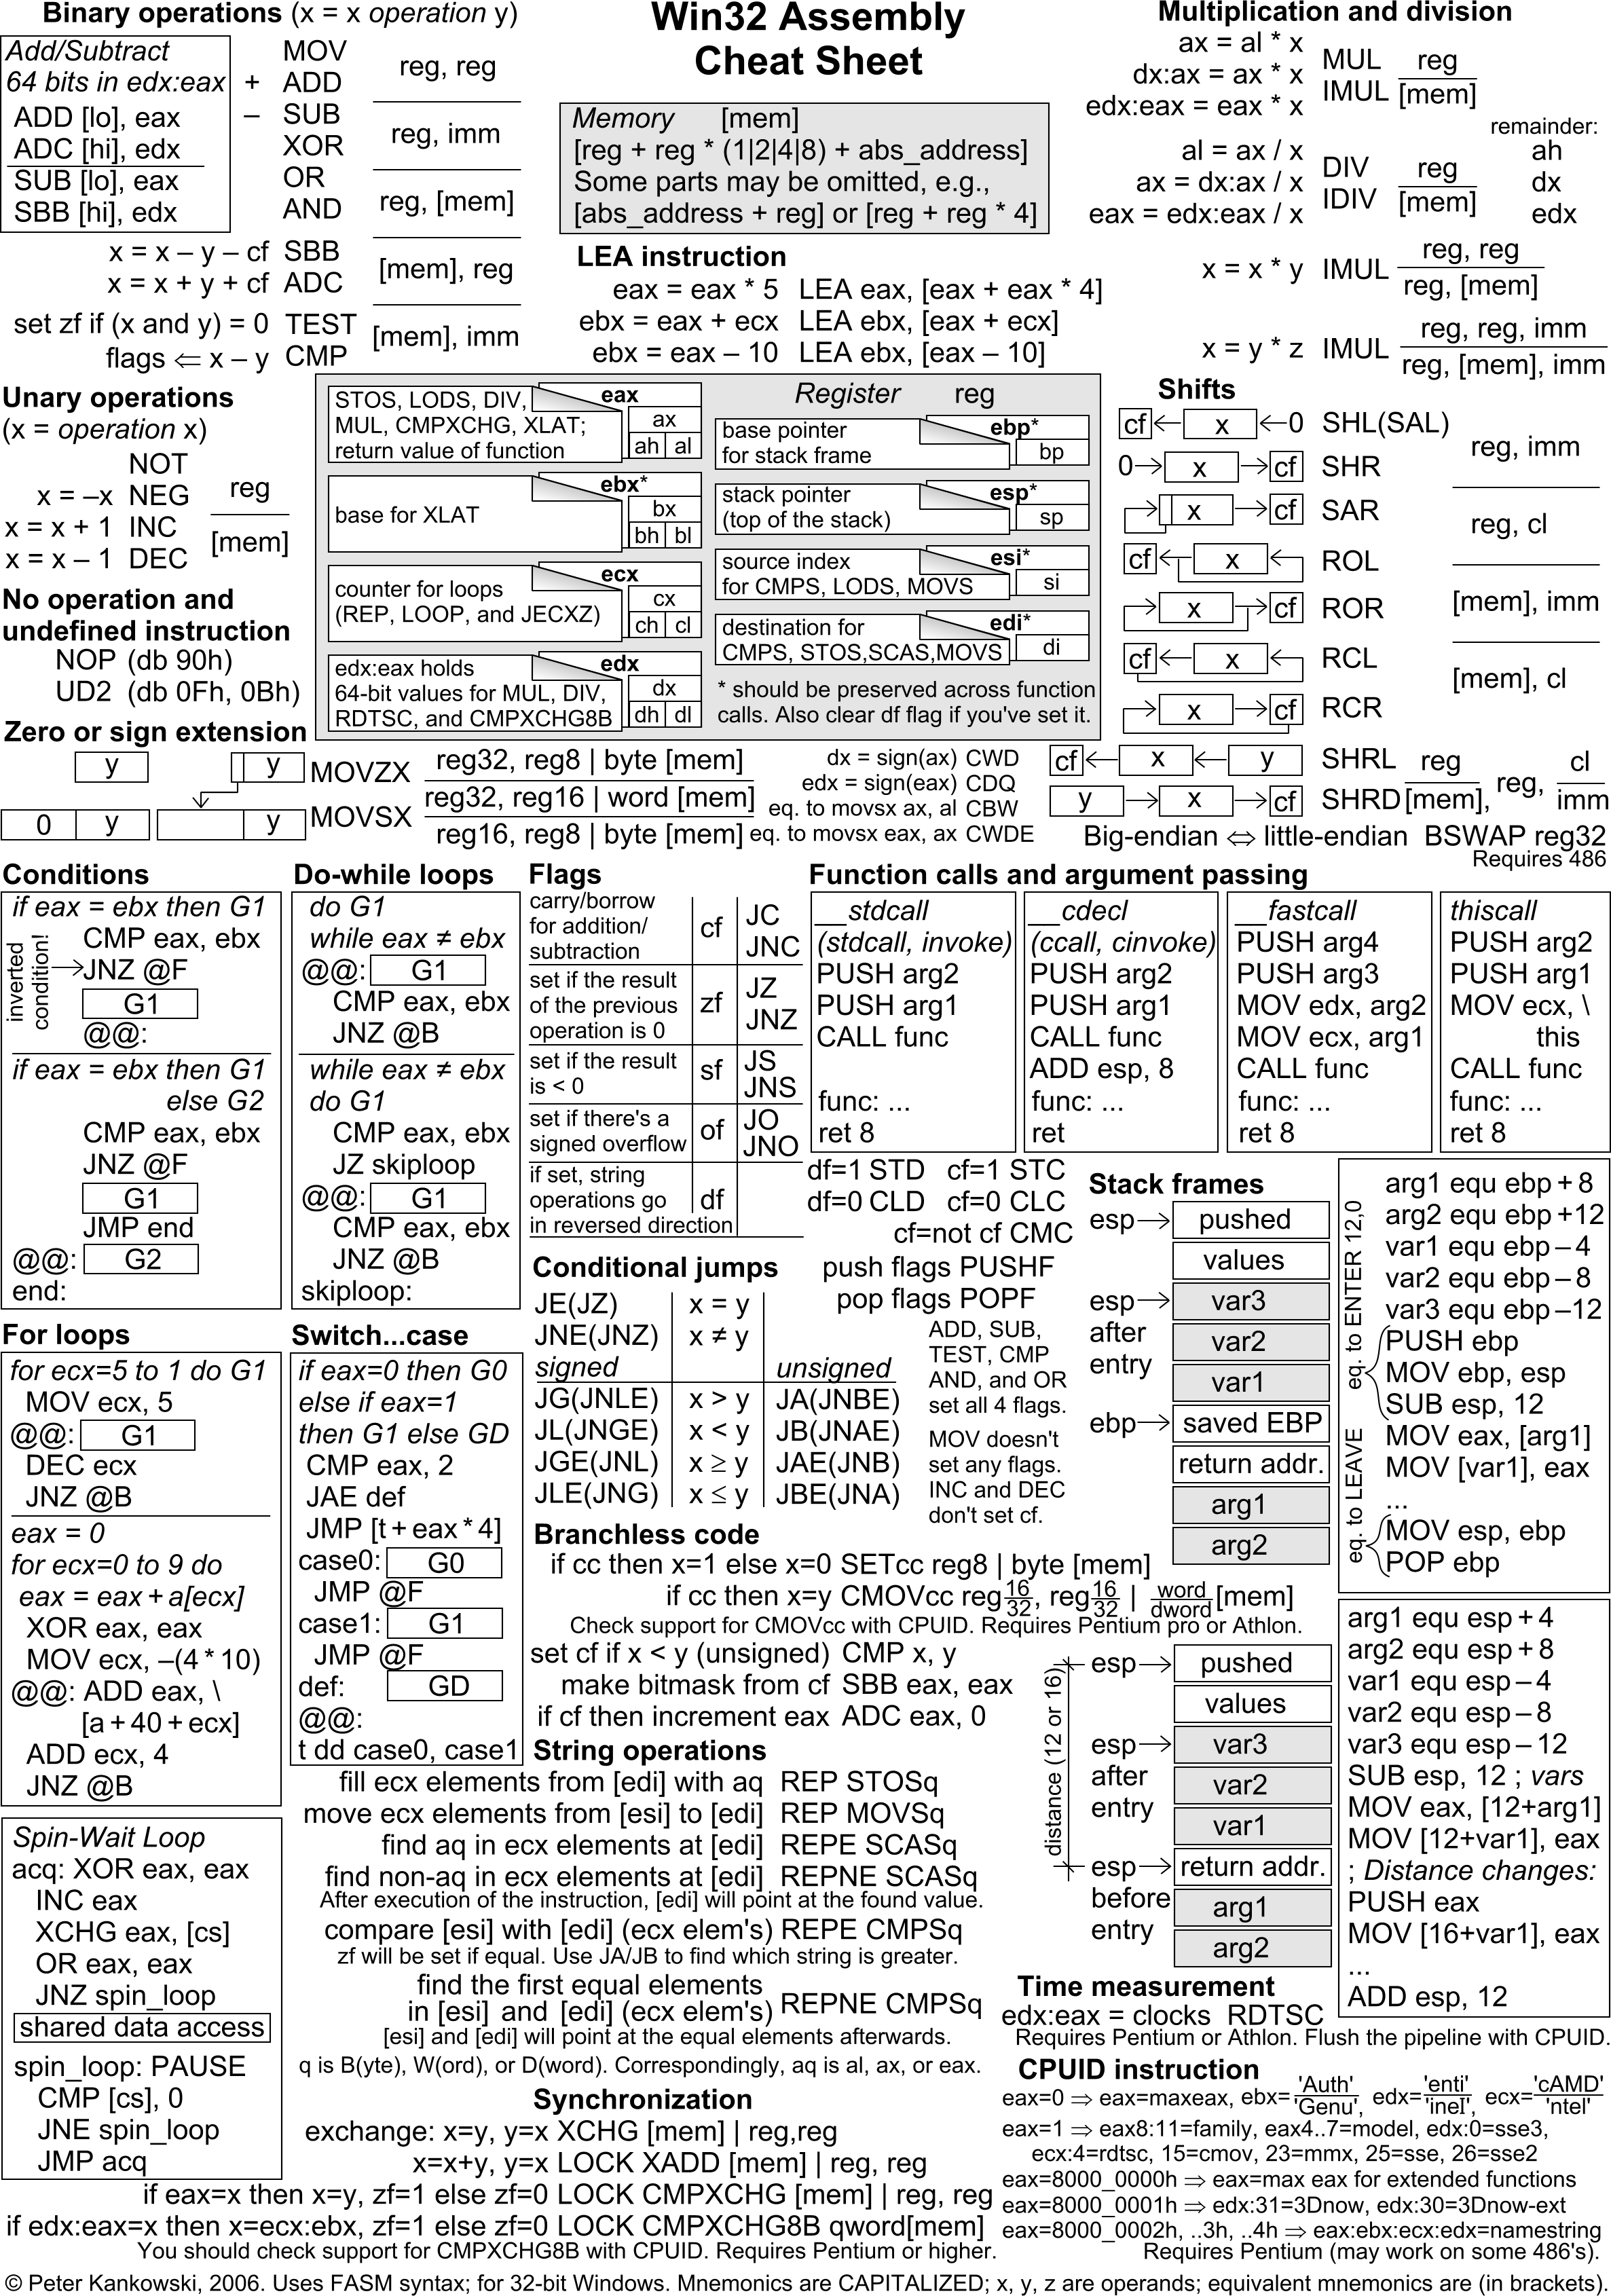 Binary operations (x = x operation y)
Add/Subtract
64 bits in edx:eax
ADD [lo], eax
ADC [hi], edx
SUB [lo], eax
SBB [hi], edx
MOV
+ ADD
– SUB
XOR
OR
AND
x = x – y – cf SBB
x = x + y + cf ADC
set zf if (x and y) = 0 TEST
flags ⇐ x – y CMP
reg, reg
reg, imm
reg, [mem]
[mem], reg
[mem], imm
Win32 Assembly
Cheat Sheet
Memory [mem]
[reg + reg * (1|2|4|8) + abs_address]
Some parts may be omitted, e.g.,
[abs_address + reg] or [reg + reg * 4]
LEA instruction
eax = eax * 5 LEA eax, [eax + eax * 4]
ebx = eax + ecx LEA ebx, [eax + ecx]
ebx = eax – 10 LEA ebx, [eax – 10]
Multiplication and division
ax = al * x
dx:ax = ax * x
edx:eax = eax * x
MUL
IMUL
reg
[mem]
remainder:
al = ax / x
ax = dx:ax / x
eax = edx:eax / x
DIV
IDIV
reg
[mem]
ah
dx
edx
x = x * y IMUL
reg, reg
reg, [mem]
x = y * z IMUL
reg, reg, imm
reg, [mem], imm
Unary operations
(x = operation x)
NOT
x = –x NEG
x = x + 1 INC
x = x – 1 DEC
reg
[mem]
No operation and
undefined instruction
NOP (db 90h)
UD2 (db 0Fh, 0Bh)
Register reg
STOS, LODS, DIV,
MUL, CMPXCHG, XLAT;
return value of function
eax
ax
ah al
base for XLAT
ebx*
bx
bh bl
counter for loops
(REP, LOOP, and JECXZ)
ecx
cx
ch cl
edx:eax holds
64-bit values for MUL, DIV,
RDTSC, and CMPXCHG8B
edx
dx
dh dl
base pointer
for stack frame
ebp*
bp
stack pointer
(top of the stack)
esp*
sp
source index
for CMPS, LODS, MOVS
esi*
si
destination for
CMPS, STOS,SCAS,MOVS
edi*
di
* should be preserved across function
calls. Also clear df flag if you've set it.
Shifts
cf x 0 SHL(SAL)
0 x cf SHR
x cf SAR
cf x ROL
x cf ROR
cf x RCL
x cf RCR
reg, imm
reg, cl
[mem], imm
[mem], cl
cf x y SHRL
y x cf SHRD
reg
[mem], reg, cl
imm
Big-endian ⇔ little-endian BSWAP reg32
Requires 486
Zero or sign extension
y
0 y
y
y
MOVZX
MOVSX
reg32, reg8 | byte [mem]
reg32, reg16 | word [mem]
reg16, reg8 | byte [mem]
dx = sign(ax) CWD
edx = sign(eax) CDQ
eq. to movsx ax, al CBW
eq. to movsx eax, ax CWDE
Conditions
if eax = ebx then G1
CMP eax, ebx
inverted
condition!
JNZ @F
G1
@@:
if eax = ebx then G1
else G2
CMP eax, ebx
JNZ @F
G1
JMP end
@@: G2
end:
Do-while loops
do G1
while eax ≠ ebx
@@: G1
CMP eax, ebx
JNZ @B
while eax ≠ ebx
do G1
CMP eax, ebx
JZ skiploop
@@: G1
CMP eax, ebx
JNZ @B
skiploop:
Flags
carry/borrow
for addition/
subtraction
cf
JC
JNC
set if the result
of the previous
operation is 0
zf
JZ
JNZ
set if the result
is < 0
sf
JS
JNS
set if there's a
signed overflow
of
JO
JNO
if set, string
operations go
in reversed direction
df
Function calls and argument passing
__stdcall
(stdcall, invoke)
PUSH arg2
PUSH arg1
CALL func
func: ...
ret 8
__cdecl
(ccall, cinvoke)
PUSH arg2
PUSH arg1
CALL func
ADD esp, 8
func: ...
ret
__fastcall
PUSH arg4
PUSH arg3
MOV edx, arg2
MOV ecx, arg1
CALL func
func: ...
ret 8
thiscall
PUSH arg2
PUSH arg1
MOV ecx, \
this
CALL func
func: ...
ret 8
df=1 STD cf=1 STC
df=0 CLD cf=0 CLC
cf=not cf CMC
push flags PUSHF
pop flags POPF
ADD, SUB,
TEST, CMP
AND, and OR
set all 4 flags.
MOV doesn't
set any flags.
INC and DEC
don't set cf.
Conditional jumps
JE(JZ) x = y
JNE(JNZ) x ≠ y
signed unsigned
JG(JNLE) x > y JA(JNBE)
JL(JNGE) x < y JB(JNAE)
JGE(JNL) x ≥ y JAE(JNB)
JLE(JNG) x ≤ y JBE(JNA)
Stack frames
esp pushed
values
esp var3
after var2
entry var1
ebp saved EBP
return addr.
arg1
arg2
arg1 equ ebp + 8
arg2 equ ebp +12
var1 equ ebp – 4
var2 equ ebp – 8
var3 equ ebp –12
eq. to ENTER 12,0
PUSH ebp
MOV ebp, esp
SUB esp, 12
MOV eax, [arg1]
MOV [var1], eax
...
eq. to LEAVE
MOV esp, ebp
POP ebp
For loops
for ecx=5 to 1 do G1
MOV ecx, 5
@@: G1
DEC ecx
JNZ @B
eax = 0
for ecx=0 to 9 do
eax = eax + a[ecx]
XOR eax, eax
MOV ecx, –(4 * 10)
@@: ADD eax, \
[a + 40 + ecx]
ADD ecx, 4
JNZ @B
Switch...case
if eax=0 then G0
else if eax=1
then G1 else GD
CMP eax, 2
JAE def
JMP [t + eax * 4]
case0: G0
JMP @F
case1: G1
JMP @F
def: GD
@@:
t dd case0, case1
Branchless code
if cc then x=1 else x=0 SETcc reg8 | byte [mem]
if cc then x=y CMOVcc reg16/32, reg16/32 | word/dword [mem]
Check support for CMOVcc with CPUID. Requires Pentium pro or Athlon.
set cf if x < y (unsigned) CMP x, y
make bitmask from cf SBB eax, eax
if cf then increment eax ADC eax, 0
String operations
fill ecx elements from [edi] with aq REP STOSq
move ecx elements from [esi] to [edi] REP MOVSq
find aq in ecx elements at [edi] REPE SCASq
find non-aq in ecx elements at [edi] REPNE SCASq
After execution of the instruction, [edi] will point at the found value.
compare [esi] with [edi] (ecx elem's) REPE CMPSq
zf will be set if equal. Use JA/JB to find which string is greater.
find the first equal elements
in [esi] and [edi] (ecx elem's) REPNE CMPSq
[esi] and [edi] will point at the equal elements afterwards.
q is B(yte), W(ord), or D(word). Correspondingly, aq is al, ax, or eax.
distance (12 or 16)
esp pushed
values
esp var3
after var2
entry var1
esp return addr.
before arg1
entry arg2
arg1 equ esp + 4
arg2 equ esp + 8
var1 equ esp – 4
var2 equ esp – 8
var3 equ esp – 12
SUB esp, 12 ; vars
MOV eax, [12+arg1]
MOV [12+var1], eax
; Distance changes:
PUSH eax
MOV [16+var1], eax
...
ADD esp, 12
Spin-Wait Loop
acq: XOR eax, eax
INC eax
XCHG eax, [cs]
OR eax, eax
JNZ spin_loop
shared data access
spin_loop: PAUSE
CMP [cs], 0
JNE spin_loop
JMP acq
Synchronization
exchange: x=y, y=x XCHG [mem] | reg,reg
x=x+y, y=x LOCK XADD [mem] | reg, reg
if eax=x then x=y, zf=1 else zf=0 LOCK CMPXCHG [mem] | reg, reg
if edx:eax=x then x=ecx:ebx, zf=1 else zf=0 LOCK CMPXCHG8B qword[mem]
You should check support for CMPXCHG8B with CPUID. Requires Pentium or higher.
Time measurement
edx:eax = clocks RDTSC
Requires Pentium or Athlon. Flush the pipeline with CPUID.
CPUID instruction
eax=0 ⇒ eax=maxeax, ebx='Auth'/'Genu', edx='enti'/'ineI', ecx='cAMD'/'ntel'
eax=1 ⇒ eax8:11=family, eax4..7=model, edx:0=sse3,
ecx:4=rdtsc, 15=cmov, 23=mmx, 25=sse, 26=sse2
eax=8000_0000h ⇒ eax=max eax for extended functions
eax=8000_0001h ⇒ edx:31=3Dnow, edx:30=3Dnow-ext
eax=8000_0002h, ..3h, ..4h ⇒ eax:ebx:ecx:edx=namestring
Requires Pentium (may work on some 486's).
© Peter Kankowski, 2006. Uses FASM syntax; for 32-bit Windows. Mnemonics are CAPITALIZED; x, y, z are operands; equivalent mnemonics are (in brackets).